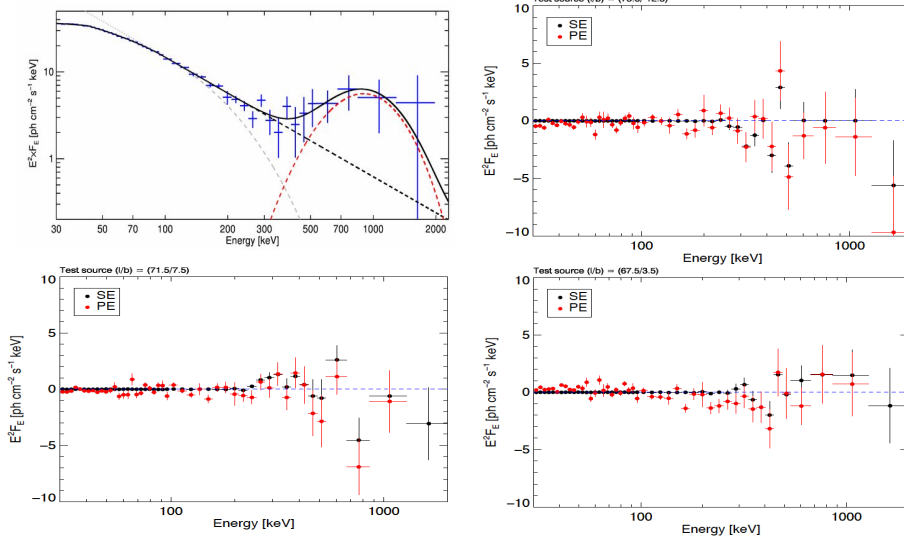 E²×F_E [ph cm⁻² s⁻¹ keV]
10
1
30
50
70
100
200
300
500
700
1000
2000
Energy [keV]
SE
PE
E²F_E [ph cm⁻² s⁻¹ keV]
10
5
0
−5
−10
100
1000
Energy [keV]
Test source (l/b) = (71.5/7.5)
SE
PE
E²F_E [ph cm⁻² s⁻¹ keV]
10
5
0
−5
−10
100
1000
Energy [keV]
Test source (l/b) = (67.5/3.5)
SE
PE
E²F_E [ph cm⁻² s⁻¹ keV]
10
5
0
−5
−10
100
1000
Energy [keV]